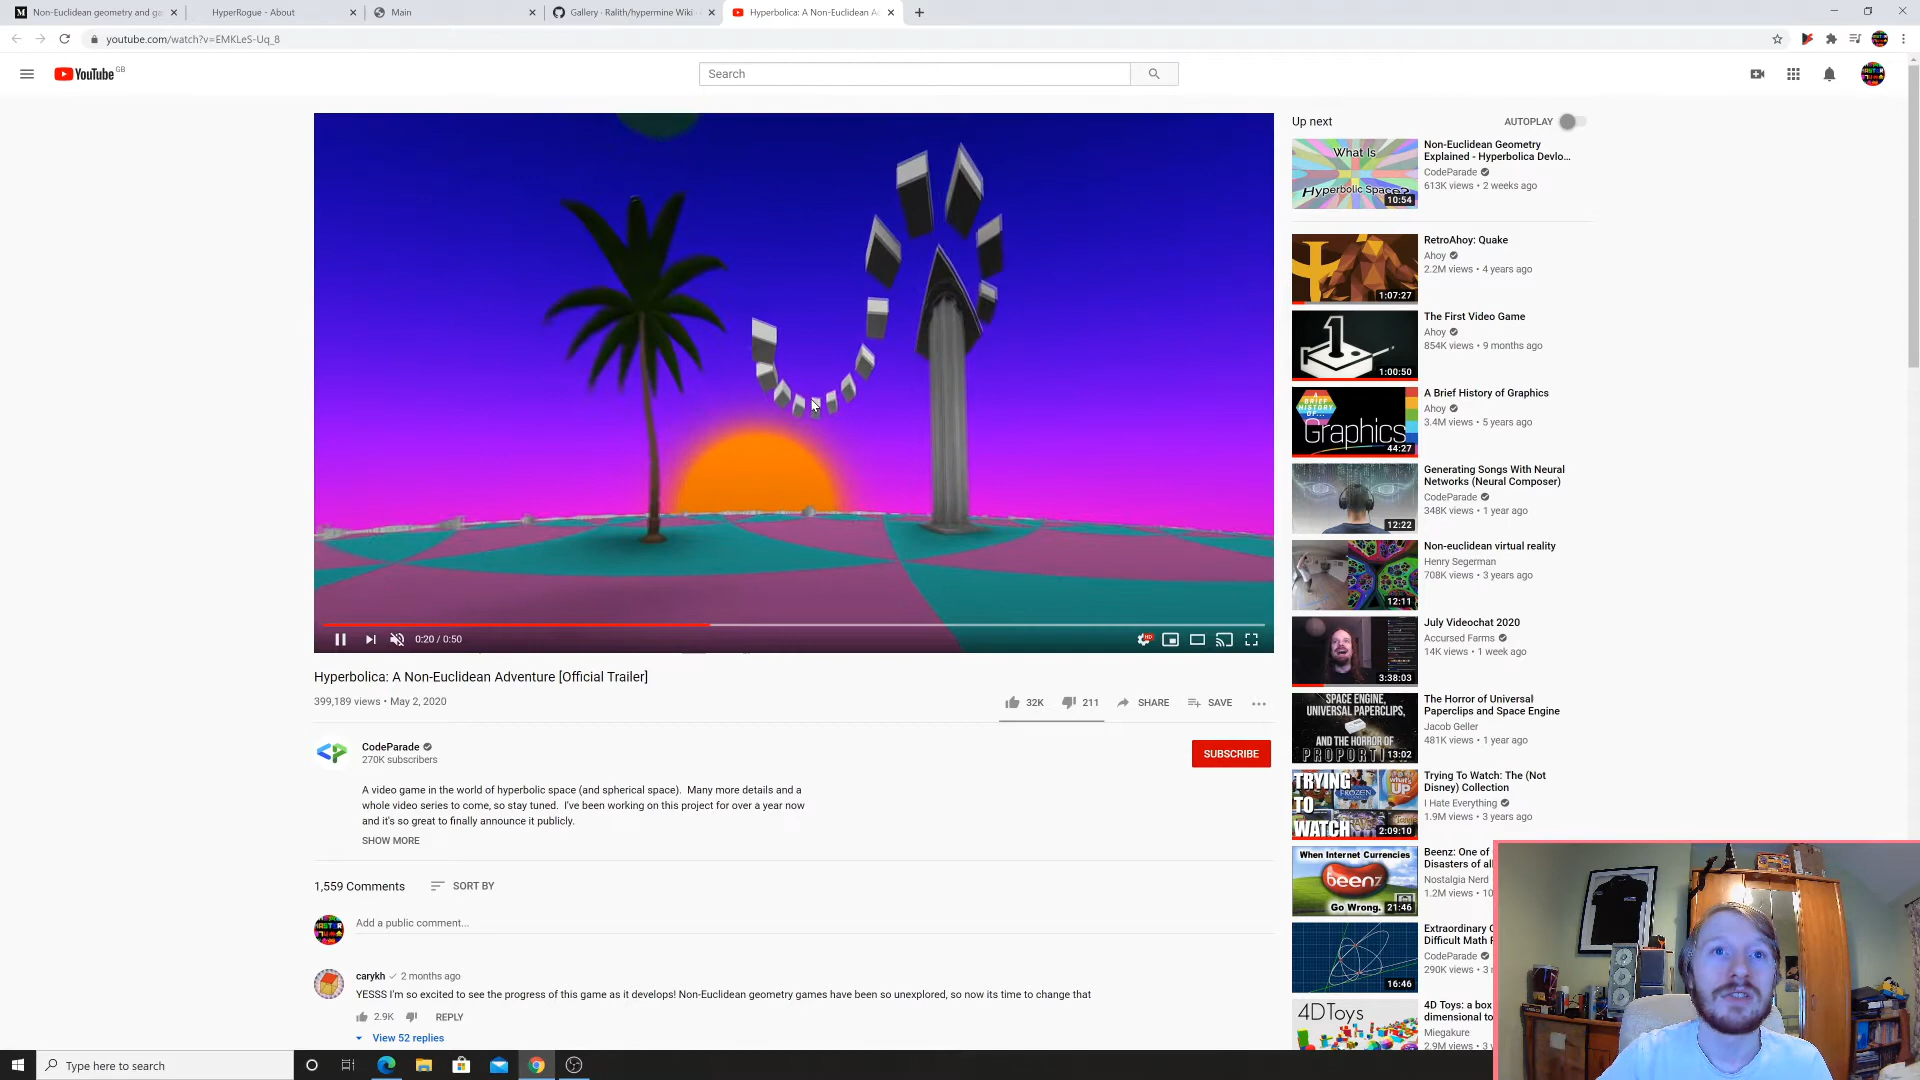 Non-Euclidean geometry and ga
HyperRogue - About
Main
Gallery · Ralith/hypermine Wiki ·
Hyperbolica: A Non-Euclidean A
youtube.com/watch?v=EMKLeS-Uq_8
YouTube GB
Search
Up next
AUTOPLAY
What Is
Hyperbolic Space?
10:54
Non-Euclidean Geometry
Explained - Hyperbolica Devlo...
CodeParade
613K views • 2 weeks ago
1:07:27
RetroAhoy: Quake
Ahoy
2.2M views • 4 years ago
1
1:00:50
The First Video Game
Ahoy
854K views • 9 months ago
A BRIEF
HISTORY
OF...
Graphics
44:27
A Brief History of Graphics
Ahoy
3.4M views • 5 years ago
12:22
Generating Songs With Neural
Networks (Neural Composer)
CodeParade
348K views • 1 year ago
12:11
Non-euclidean virtual reality
Henry Segerman
708K views • 3 years ago
3:38:03
July Videochat 2020
Accursed Farms
14K views • 1 week ago
SPACE ENGINE,
UNIVERSAL PAPERCLIPS,
AND THE HORROR OF
PROPORTI
13:02
The Horror of Universal
Paperclips and Space Engine
Jacob Geller
481K views • 1 year ago
TRYING
TO
WATCH
2:09:10
Trying To Watch: The (Not
Disney) Collection
I Hate Everything
1.9M views • 3 years ago
When Internet Currencies
beenz
Go Wrong.
21:46
Beenz: One of
Disasters of all
Nostalgia Nerd
1.2M views • 10
16:46
Extraordinary C
Difficult Math P
CodeParade
290K views • 3
4DToys
4D Toys: a box
dimensional to
Miegakure
2.9M views • 3
0:20 / 0:50
HD
Hyperbolica: A Non-Euclidean Adventure [Official Trailer]
399,189 views • May 2, 2020
32K
211
SHARE
SAVE
CodeParade
270K subscribers
SUBSCRIBE
A video game in the world of hyperbolic space (and spherical space). Many more details and a
whole video series to come, so stay tuned. I've been working on this project for over a year now
and it's so great to finally announce it publicly.
SHOW MORE
1,559 Comments
SORT BY
Add a public comment...
carykh 2 months ago
YESSS I'm so excited to see the progress of this game as it develops! Non-Euclidean geometry games have been so unexplored, so now its time to change that
2.9K
REPLY
View 52 replies
Type here to search